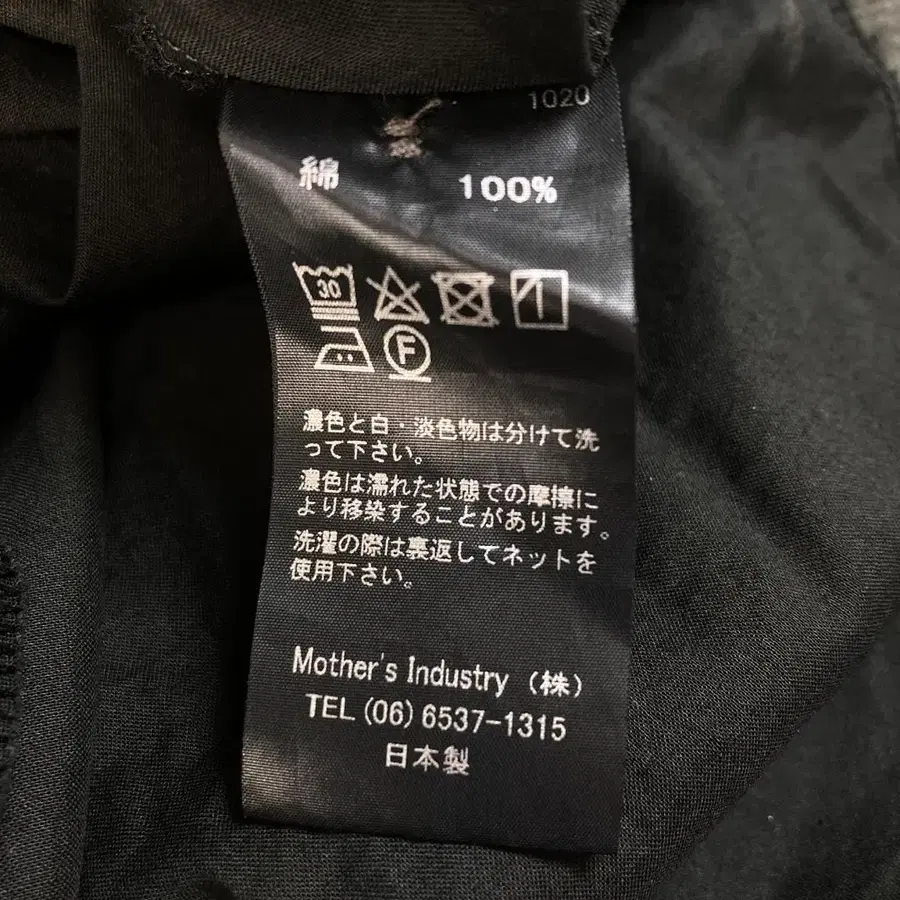 1020
綿 100%
30
F
濃色と白・淡色物は分けて洗
って下さい。
濃色は濡れた状態での摩擦に
より移染することがあります。
洗濯の際は裏返してネットを
使用下さい。
Mother's Industry (株)
TEL (06) 6537-1315
日本製